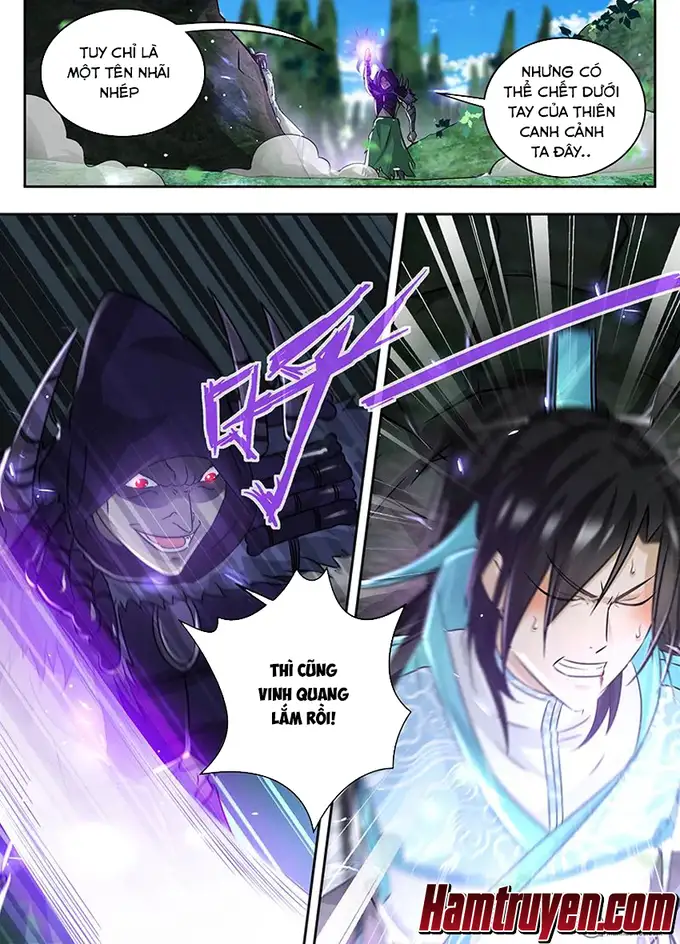 TUY CHỈ LÀ
MỘT TÊN NHÃI
NHÉP
NHƯNG CÓ
THỂ CHẾT DƯỚI
TAY CỦA THIÊN
CANH CẢNH
TA ĐÂY..
呼
THÌ CŨNG
VINH QUANG
LẮM RỒI!
Hamtruyen.com